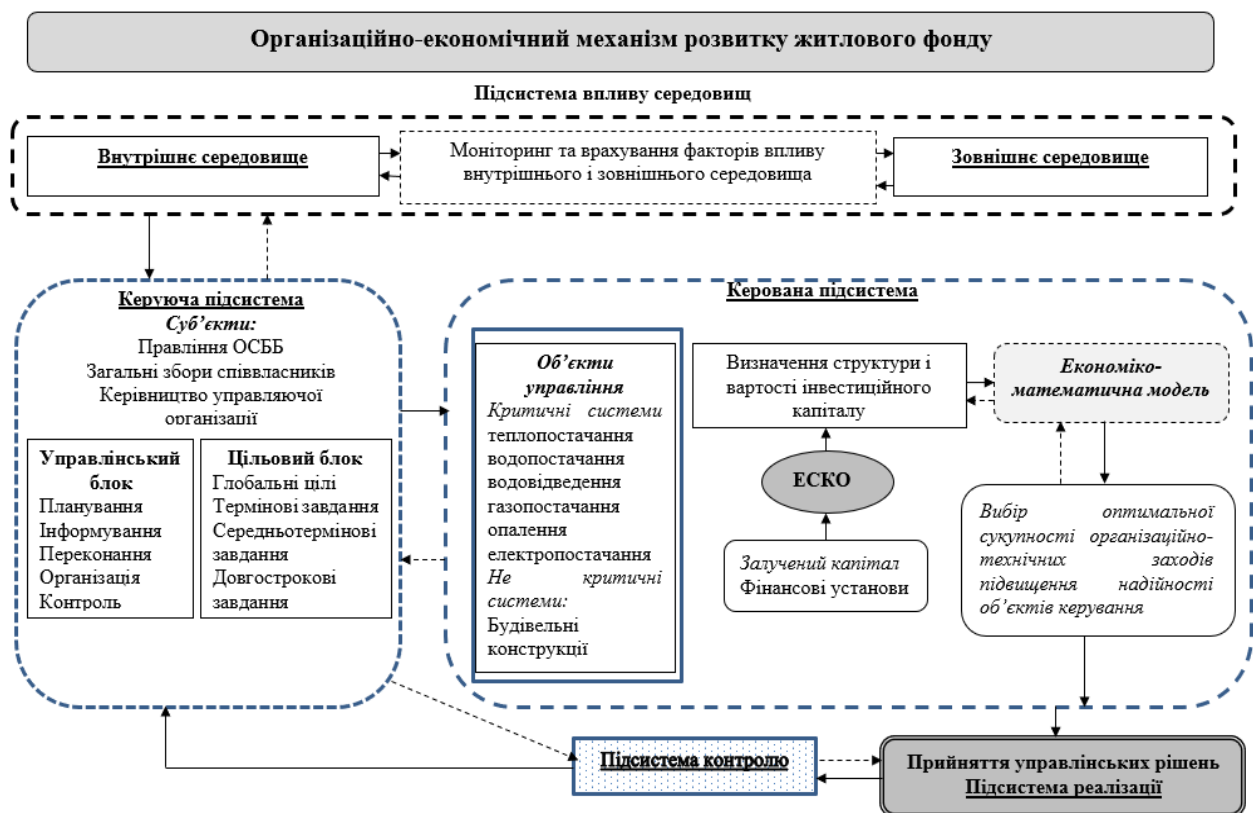 Організаційно-економічний механізм розвитку житлового фонду
Підсистема впливу середовищ
Внутрішнє середовище
Моніторинг та врахування факторів впливу
внутрішнього і зовнішнього середовища
Зовнішнє середовище
Керуюча підсистема
Суб’єкти:
Правління ОСББ
Загальні збори співвласників
Керівництво управляючої
організації
Управлінський
блок
Планування
Інформування
Переконання
Організація
Контроль
Цільовий блок
Глобальні цілі
Термінові завдання
Середньотермінові
завдання
Довгострокові
завдання
Керована підсистема
Об’єкти
управління
Критичні системи
теплопостачання
водопостачання
водовідведення
газопостачання
опалення
електропостачання
Не критичні
системи:
Будівельні
конструкції
Визначення структури і
вартості інвестиційного
капіталу
ЕСКО
Залучений капітал
Фінансові установи
Економіко-
математична модель
Вибір оптимальної
сукупності організаційно-
технічних заходів
підвищення надійності
об’єктів керування
Підсистема контролю
Прийняття управлінських рішень
Підсистема реалізації